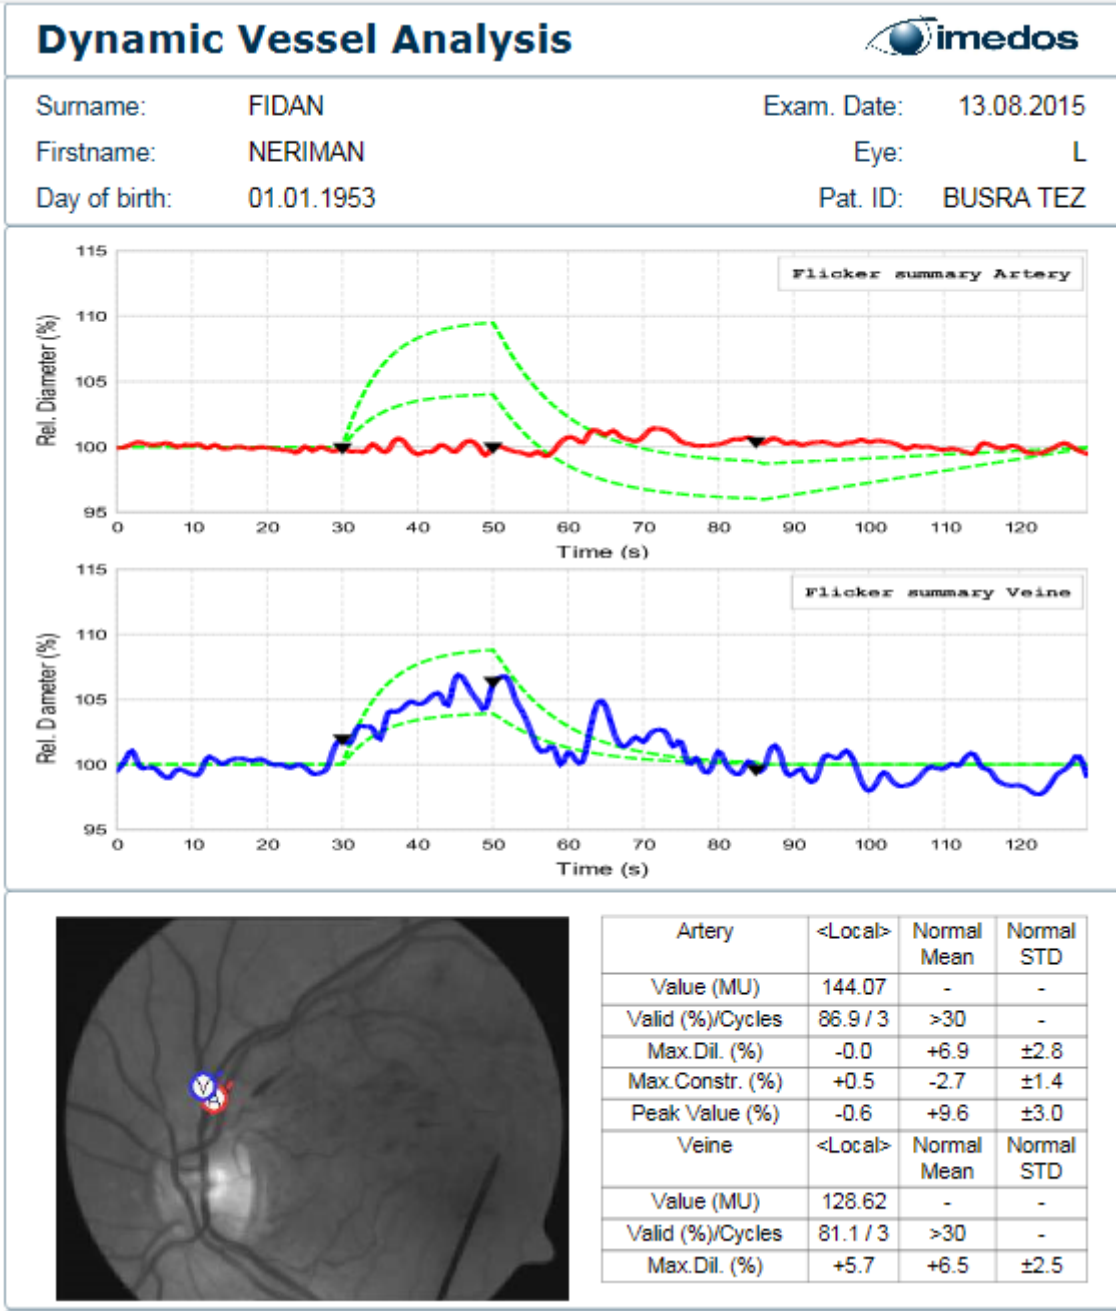 Dynamic Vessel Analysis
imedos
Surname: FIDAN Exam. Date: 13.08.2015
Firstname: NERIMAN Eye: L
Day of birth: 01.01.1953 Pat. ID: BUSRA TEZ
Flicker summary Artery
Rel. Diameter (%)
115
110
105
100
95
0 10 20 30 40 50 60 70 80 90 100 110 120
Time (s)
Flicker summary Veine
Rel. D ameter (%)
115
110
105
100
95
0 10 20 30 40 50 60 70 80 90 100 110 120
Time (s)
V
A
Artery <Local> Normal Mean Normal STD
Value (MU) 144.07 - -
Valid (%)/Cycles 86.9 / 3 >30 -
Max.Dil. (%) -0.0 +6.9 ±2.8
Max.Constr. (%) +0.5 -2.7 ±1.4
Peak Value (%) -0.6 +9.6 ±3.0
Veine <Local> Normal Mean Normal STD
Value (MU) 128.62 - -
Valid (%)/Cycles 81.1 / 3 >30 -
Max.Dil. (%) +5.7 +6.5 ±2.5